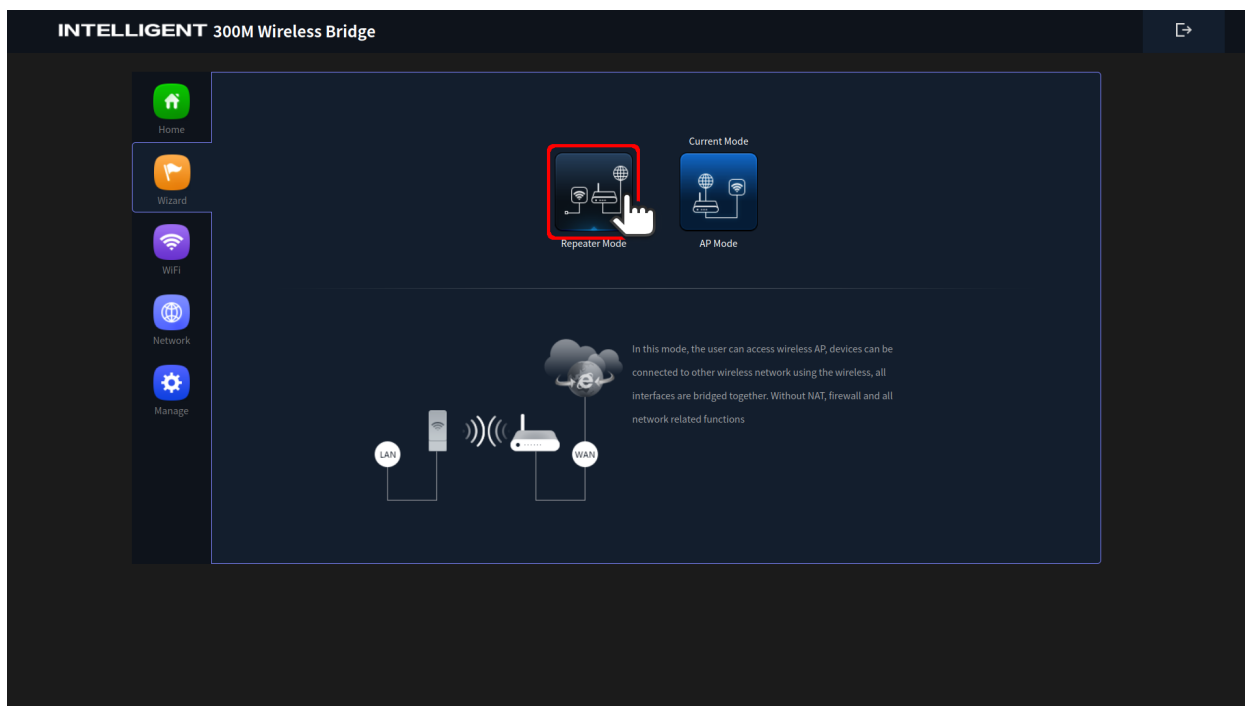 INTELLIGENT 300M Wireless Bridge
Home
Wizard
WiFi
Network
Manage
Current Mode
Repeater Mode
AP Mode
In this mode, the user can access wireless AP, devices can be
connected to other wireless network using the wireless, all
interfaces are bridged together. Without NAT, firewall and all
network related functions
e
LAN
WAN